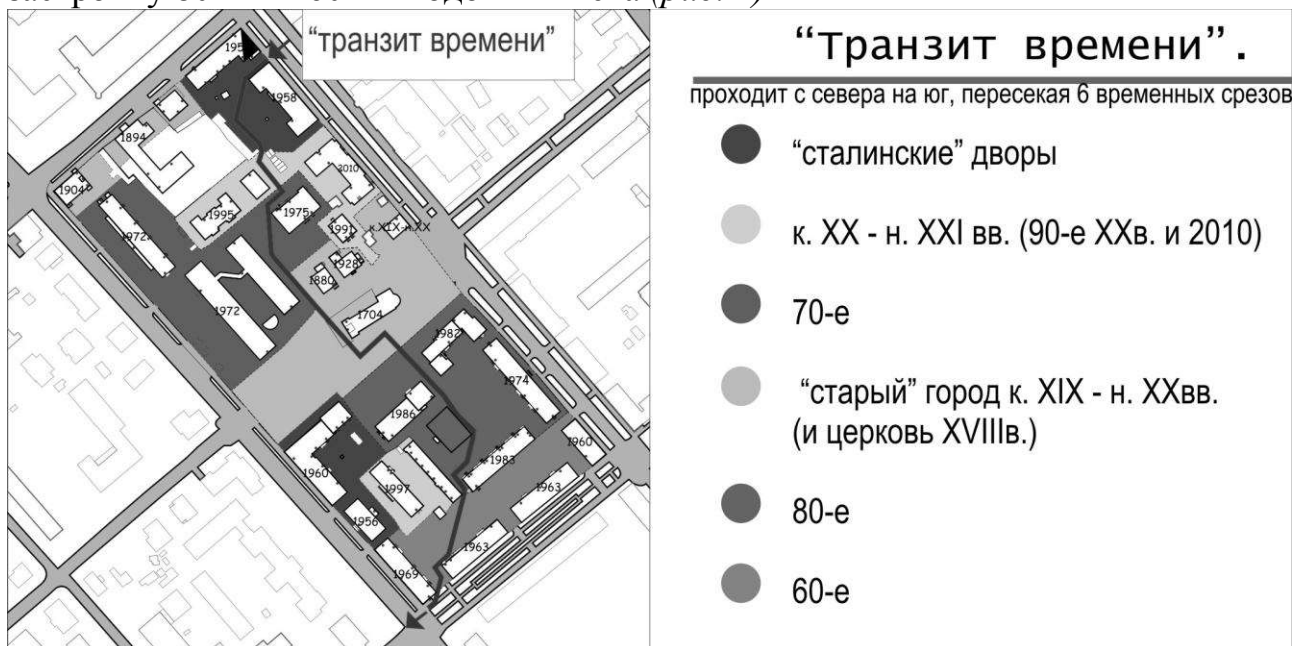 “транзит времени”
“Транзит времени”.
проходит с севера на юг, пересекая 6 временных срезов
“сталинские” дворы
к. XX - н. XXI вв. (90-е XXв. и 2010)
70-е
“старый” город к. XIX - н. XXвв.
(и церковь XVIIIв.)
80-е
60-е
1958
1894
2010
1904
1995
1975
1991
к.XIX-н.XX
1972
1928
1880
1972
1704
1982
1974
1986
1960
1983
1960
1997
1963
1956
1963
1969